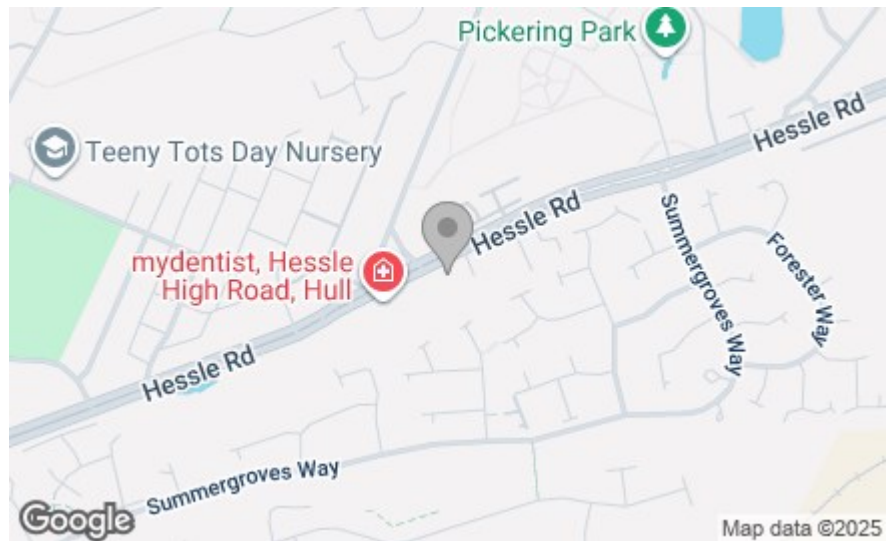 Pickering Park
Hessle Rd
Teeny Tots Day Nursery
Hessle Rd
mydentist, Hessle
High Road, Hull
Summergroves Way
Forester Way
Hessle Rd
Summergroves Way
Google
Map data ©2025